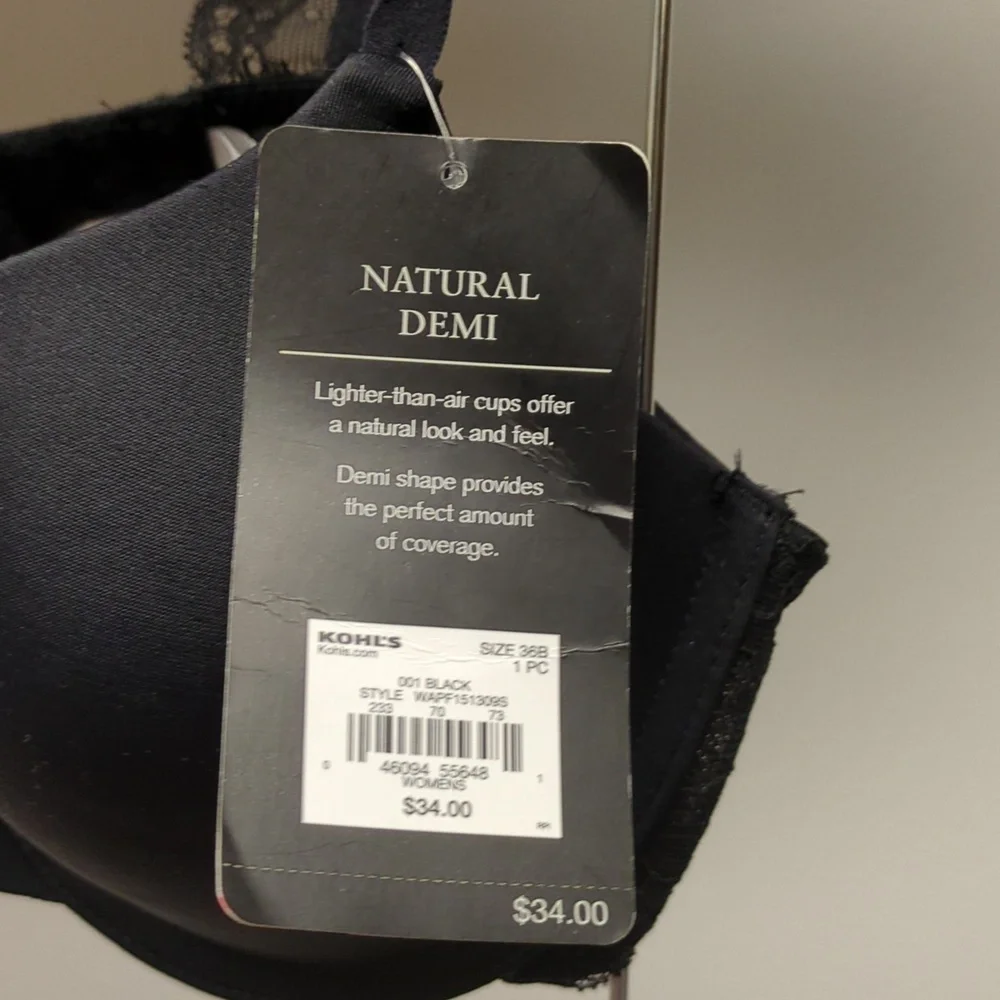 NATURAL
DEMI
Lighter-than-air cups offer
a natural look and feel.
Demi shape provides
the perfect amount
of coverage.
KOHL'S SIZE 36B
Kohls.com 1 PC
001 BLACK
STYLE WAPF151309S
233 70 73
0 46094 55648 1
WOMENS
$34.00
$34.00